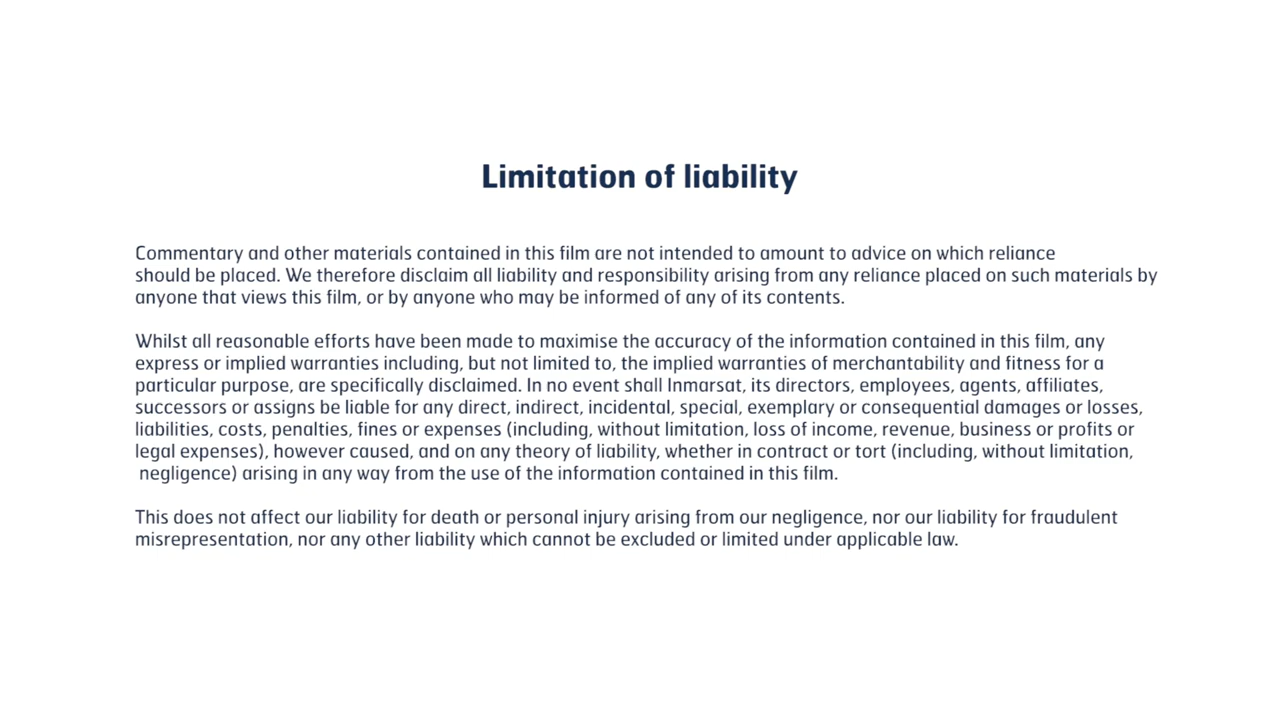 Limitation of liability
Commentary and other materials contained in this film are not intended to amount to advice on which reliance
should be placed. We therefore disclaim all liability and responsibility arising from any reliance placed on such materials by
anyone that views this film, or by anyone who may be informed of any of its contents.
Whilst all reasonable efforts have been made to maximise the accuracy of the information contained in this film, any
express or implied warranties including, but not limited to, the implied warranties of merchantability and fitness for a
particular purpose, are specifically disclaimed. In no event shall Inmarsat, its directors, employees, agents, affiliates,
successors or assigns be liable for any direct, indirect, incidental, special, exemplary or consequential damages or losses,
liabilities, costs, penalties, fines or expenses (including, without limitation, loss of income, revenue, business or profits or
legal expenses), however caused, and on any theory of liability, whether in contract or tort (including, without limitation,
negligence) arising in any way from the use of the information contained in this film.
This does not affect our liability for death or personal injury arising from our negligence, nor our liability for fraudulent
misrepresentation, nor any other liability which cannot be excluded or limited under applicable law.